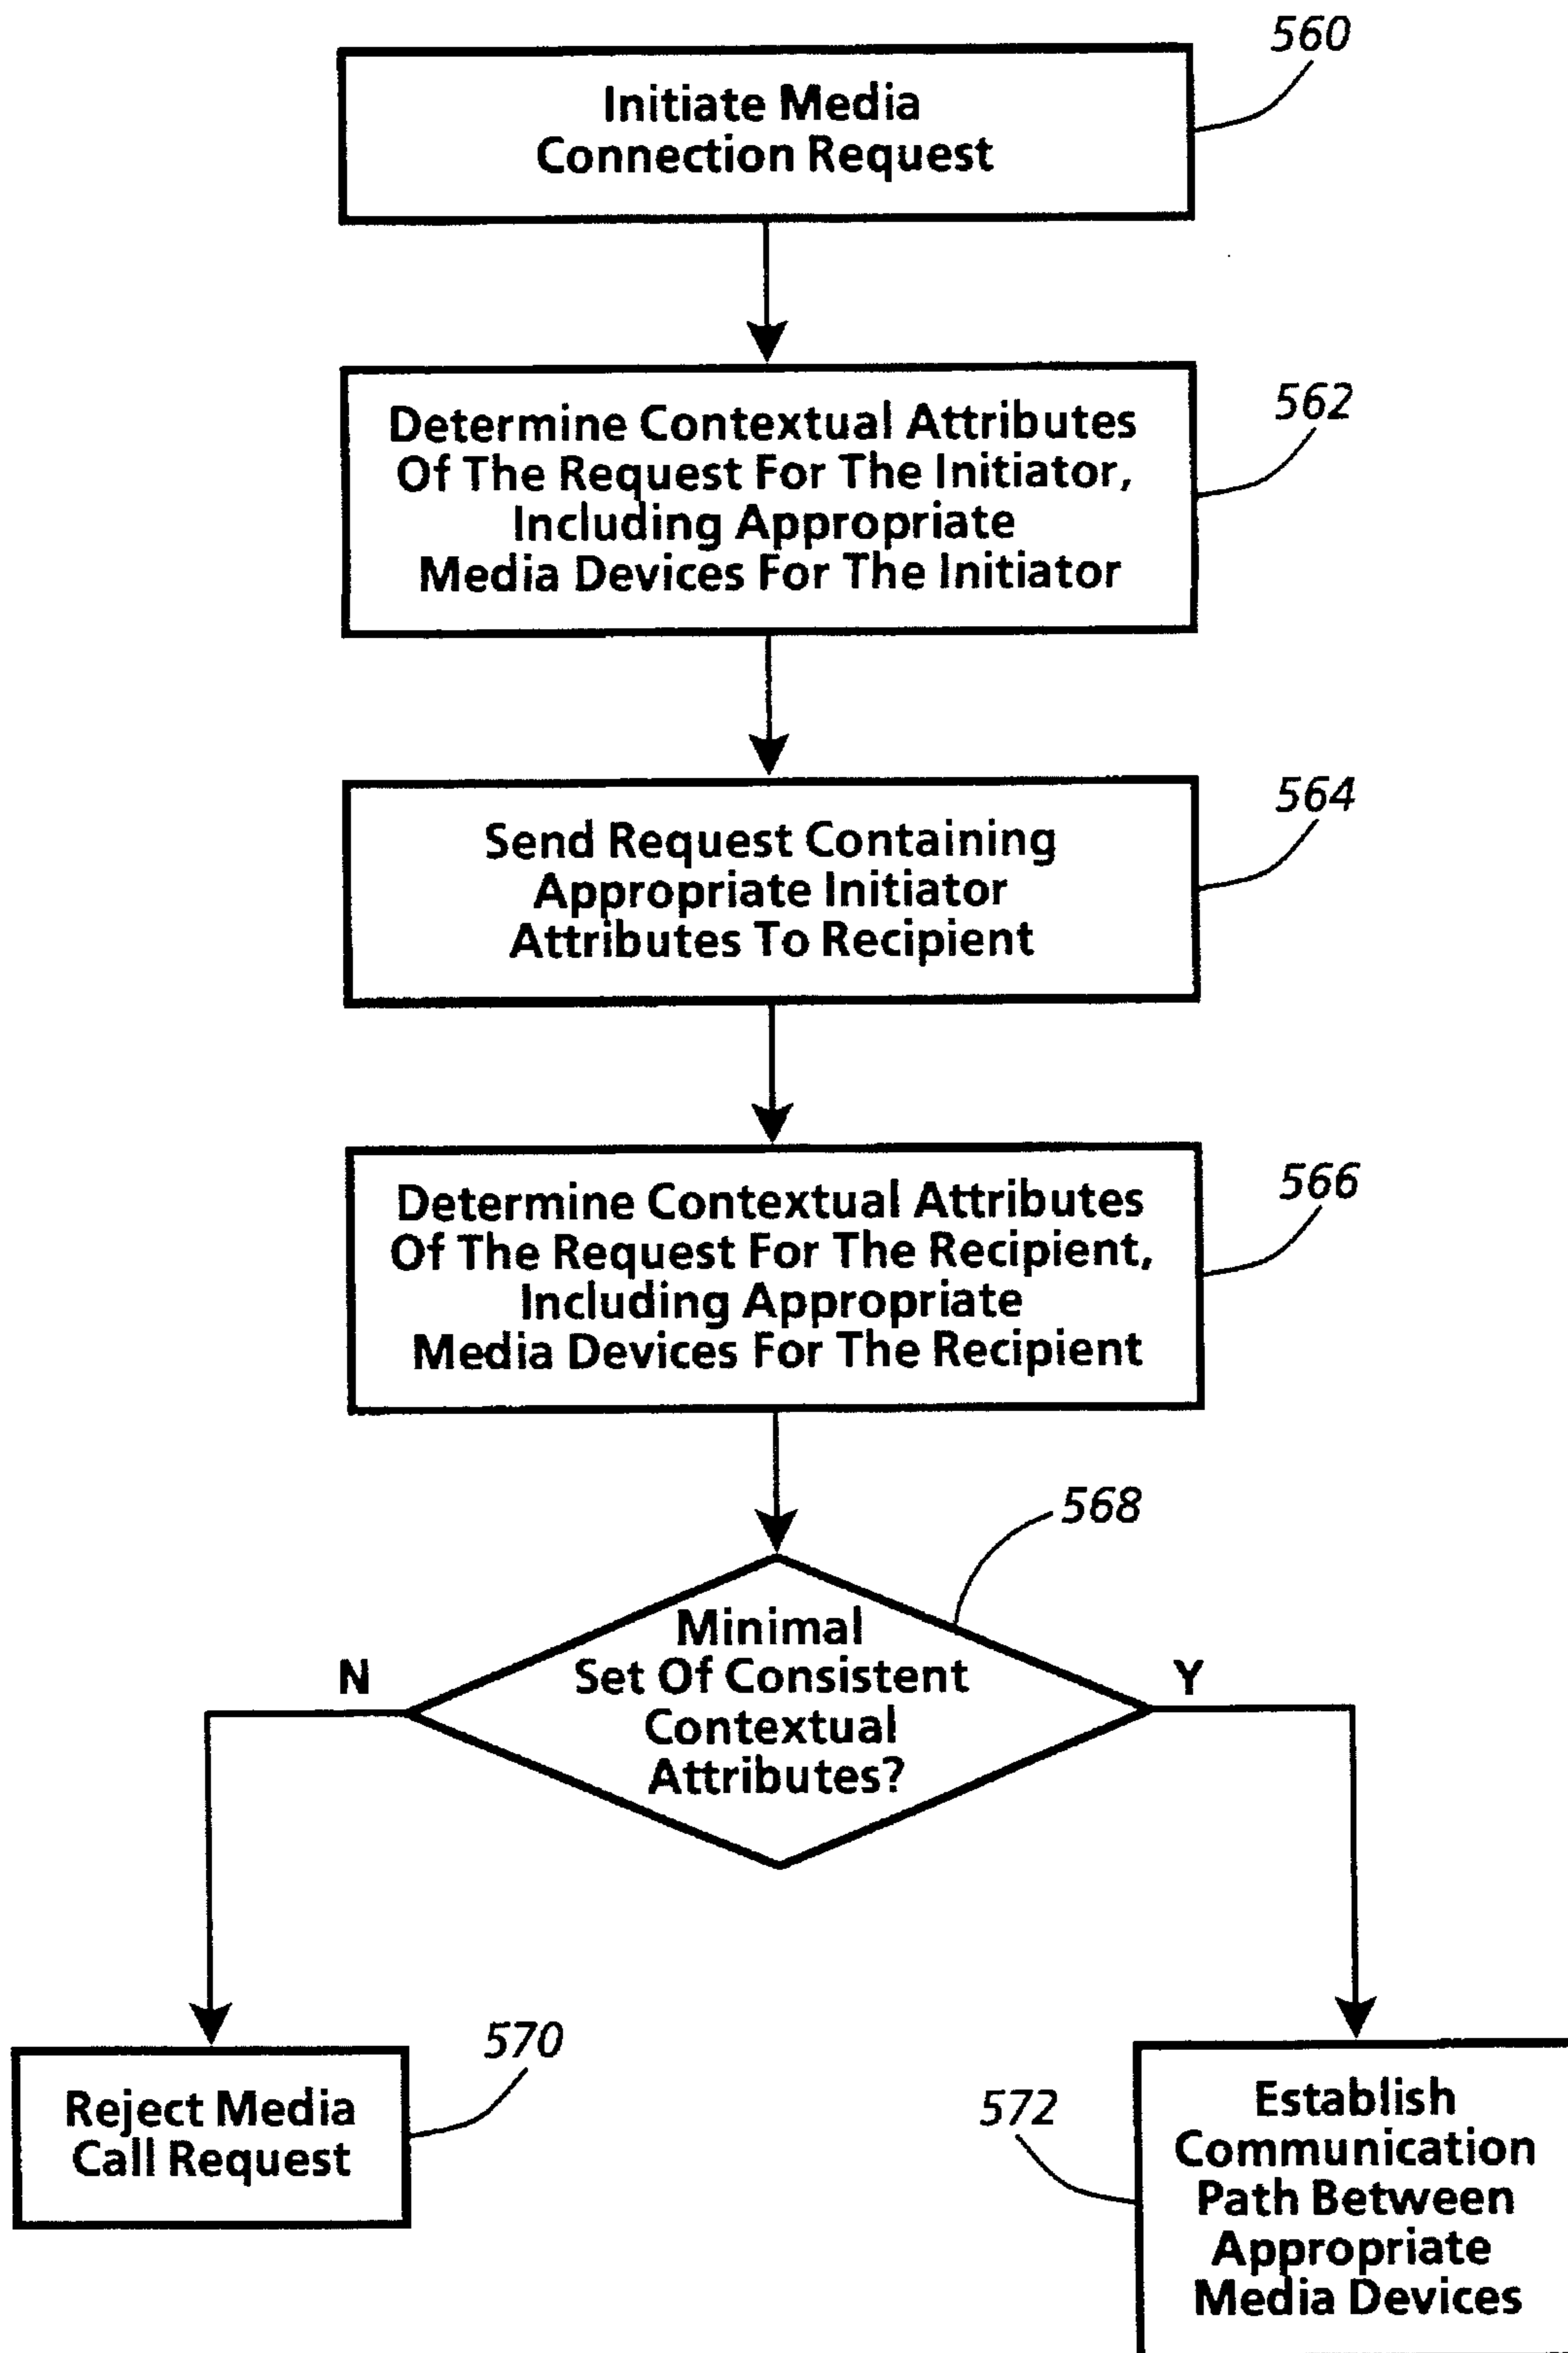 560
Initiate Media
Connection Request
562
Determine Contextual Attributes
Of The Request For The Initiator,
Including Appropriate
Media Devices For The Initiator
564
Send Request Containing
Appropriate Initiator
Attributes To Recipient
566
Determine Contextual Attributes
Of The Request For The Recipient,
Including Appropriate
Media Devices For The Recipient
568
Minimal
Set Of Consistent
Contextual
Attributes?
N
Y
570
Reject Media
Call Request
572
Establish
Communication
Path Between
Appropriate
Media Devices